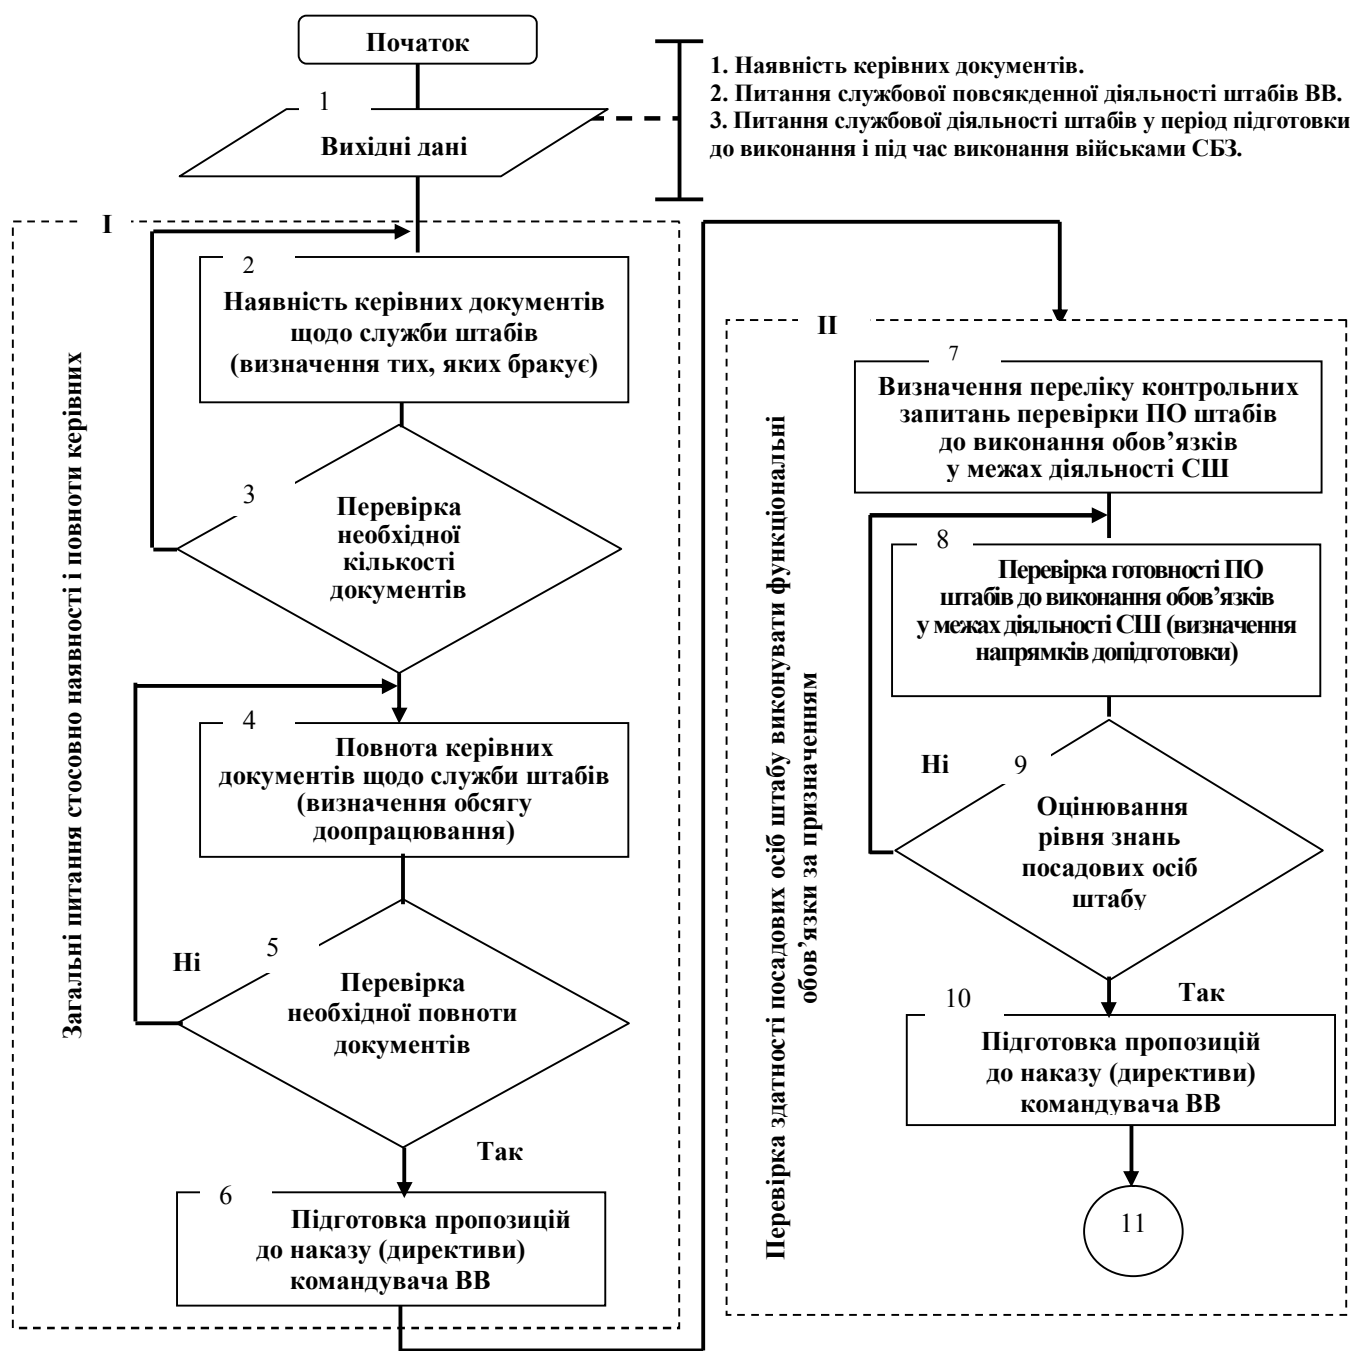 Початок
1
Вихідні дані
1. Наявність керівних документів.
2. Питання службової повсякденної діяльності штабів ВВ.
3. Питання службової діяльності штабів у період підготовки
до виконання і під час виконання військами СБЗ.
I
Загальні питання стосовно наявності і повноти керівних
2
Наявність керівних документів
щодо служби штабів
(визначення тих, яких бракує)
3
Перевірка
необхідної
кількості
документів
4
Повнота керівних
документів щодо служби штабів
(визначення обсягу
доопрацювання)
Ні
5
Перевірка
необхідної повноти
документів
Так
6
Підготовка пропозицій
до наказу (директиви)
командувача ВВ
II
Перевірка здатності посадових осіб штабу виконувати функціональні
обов’язки за призначенням
7
Визначення переліку контрольних
запитань перевірки ПО штабів
до виконання обов’язків
у межах діяльності СШ
8
Перевірка готовності ПО
штабів до виконання обов’язків
у межах діяльності СШ (визначення
напрямків допідготовки)
Ні
9
Оцінювання
рівня знань
посадових осіб
штабу
Так
10
Підготовка пропозицій
до наказу (директиви)
командувача ВВ
11